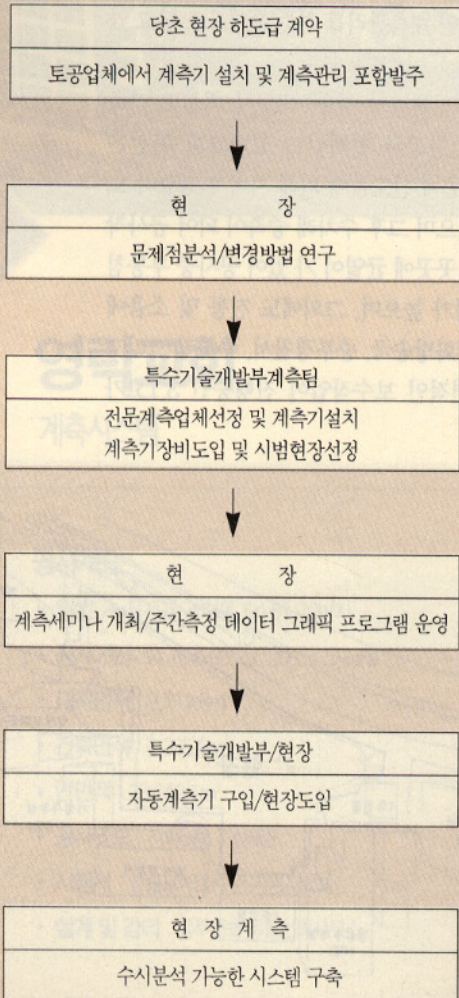 당초 현장 하도급 계약
토공업체에서 계측기 설치 및 계측관리 포함발주
현 장
문제점분석/변경방법 연구
특수기술개발부계측팀
전문계측업체선정 및 계측기설치
계측기장비도입 및 시범현장선정
현 장
계측세미나 개최/주간측정 데이터 그래픽 프로그램 운영
특수기술개발부/현장
자동계측기 구입/현장도입
현 장 계 측
수시분석 가능한 시스템 구축